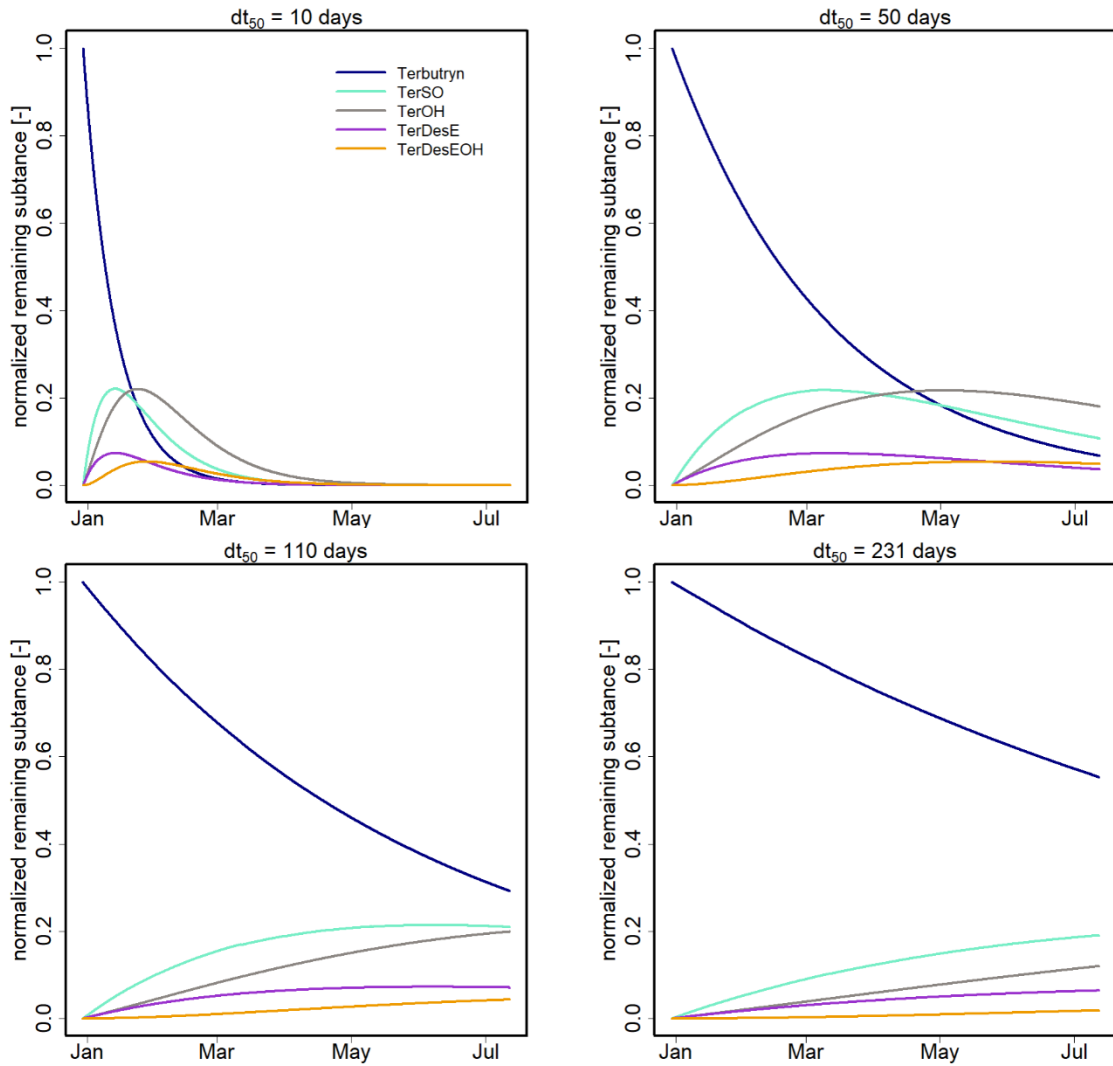 dt₅₀ = 10 days
normalized remaining subtance [-]
1.0
0.8
0.6
0.4
0.2
0.0
Terbutryn
TerSO
TerOH
TerDesE
TerDesEOH
Jan Mar May Jul
dt₅₀ = 50 days
normalized remaining subtance [-]
1.0
0.8
0.6
0.4
0.2
0.0
Jan Mar May Jul
dt₅₀ = 110 days
normalized remaining subtance [-]
1.0
0.8
0.6
0.4
0.2
0.0
Jan Mar May Jul
dt₅₀ = 231 days
normalized remaining subtance [-]
1.0
0.8
0.6
0.4
0.2
0.0
Jan Mar May Jul